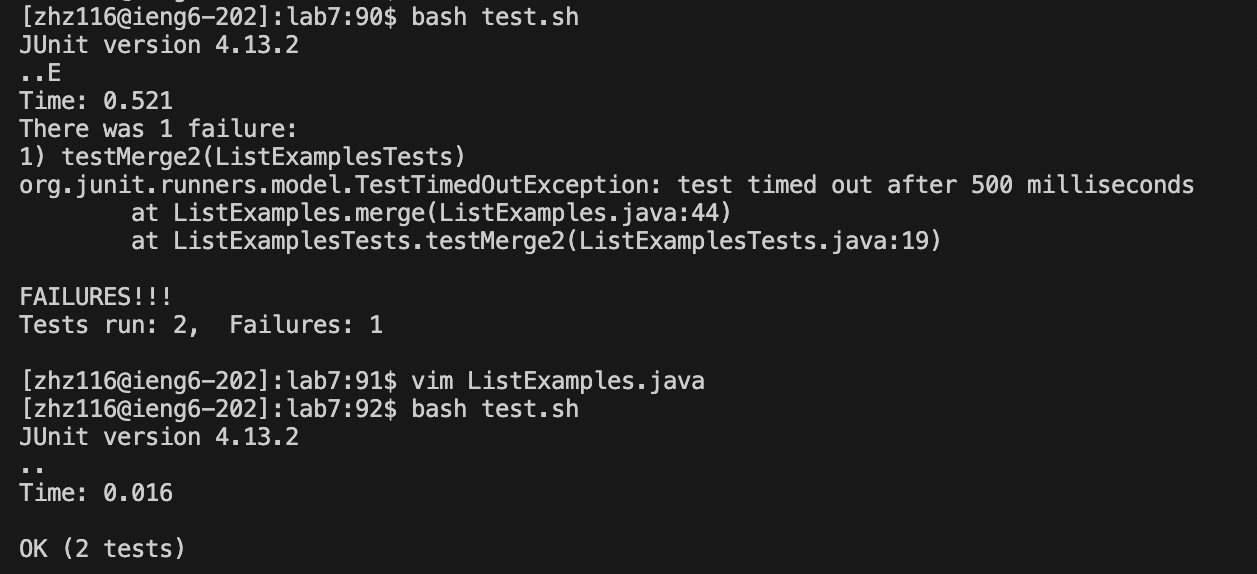 [zhz116@ieng6-202]:lab7:90$ bash test.sh
JUnit version 4.13.2
..E
Time: 0.521
There was 1 failure:
1) testMerge2(ListExamplesTests)
org.junit.runners.model.TestTimedOutException: test timed out after 500 milliseconds
        at ListExamples.merge(ListExamples.java:44)
        at ListExamplesTests.testMerge2(ListExamplesTests.java:19)

FAILURES!!!
Tests run: 2,  Failures: 1

[zhz116@ieng6-202]:lab7:91$ vim ListExamples.java
[zhz116@ieng6-202]:lab7:92$ bash test.sh
JUnit version 4.13.2
..
Time: 0.016

OK (2 tests)